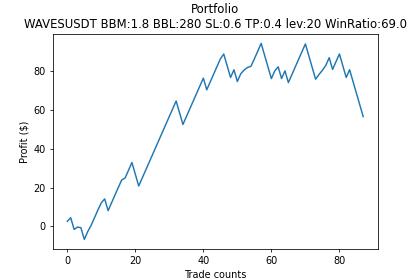 Portfolio
WAVESUSDT BBM:1.8 BBL:280 SL:0.6 TP:0.4 lev:20 WinRatio:69.0
Profit ($)
80
60
40
20
0
0 20 40 60 80
Trade counts